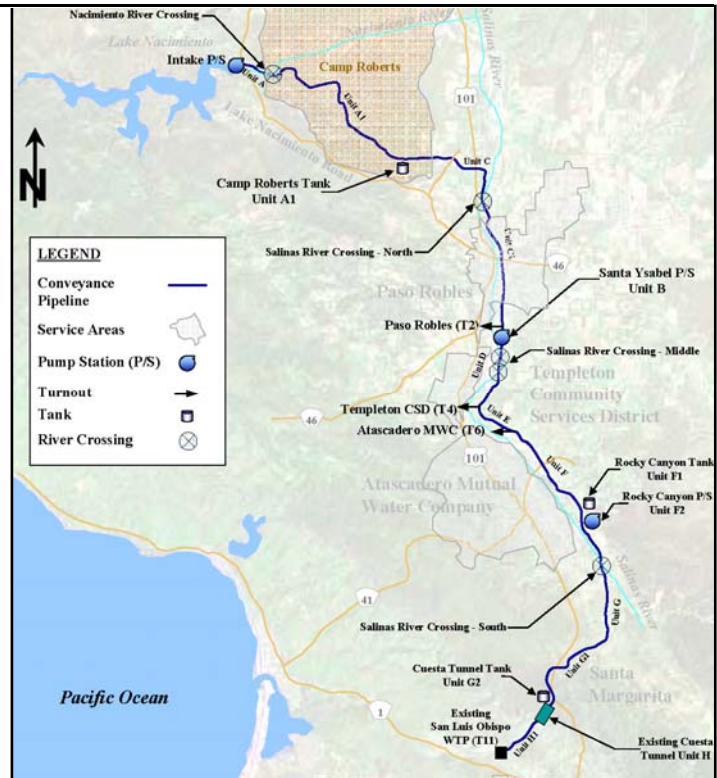 Nacimiento River Crossing
Lake Nacimiento
Nacimiento River
Salinas River
Intake P/S
Unit A
Camp Roberts
Unit A1
101
Lake Nacimiento Road
N
Unit C
Camp Roberts Tank
Unit A1
Salinas River Crossing - North
Unit C1
46
LEGEND
Conveyance
Pipeline
Service Areas
Pump Station (P/S)
Turnout
Tank
River Crossing
Paso Robles
Santa Ysabel P/S
Unit B
Paso Robles (T2)
Salinas River Crossing - Middle
Unit D
Templeton
Community
Services District
Templeton CSD (T4)
Unit E
46
Atascadero MWC (T6)
101
Unit F
Rocky Canyon Tank
Unit F1
Atascadero Mutual
Water Company
Rocky Canyon P/S
Unit F2
Salinas River
41
Unit G
Salinas River Crossing - South
Unit G1
Cuesta Tunnel Tank
Unit G2
Santa
Margarita
Pacific Ocean
1
Existing
San Luis Obispo
WTP (T11)
Unit H1
Existing Cuesta
Tunnel Unit H